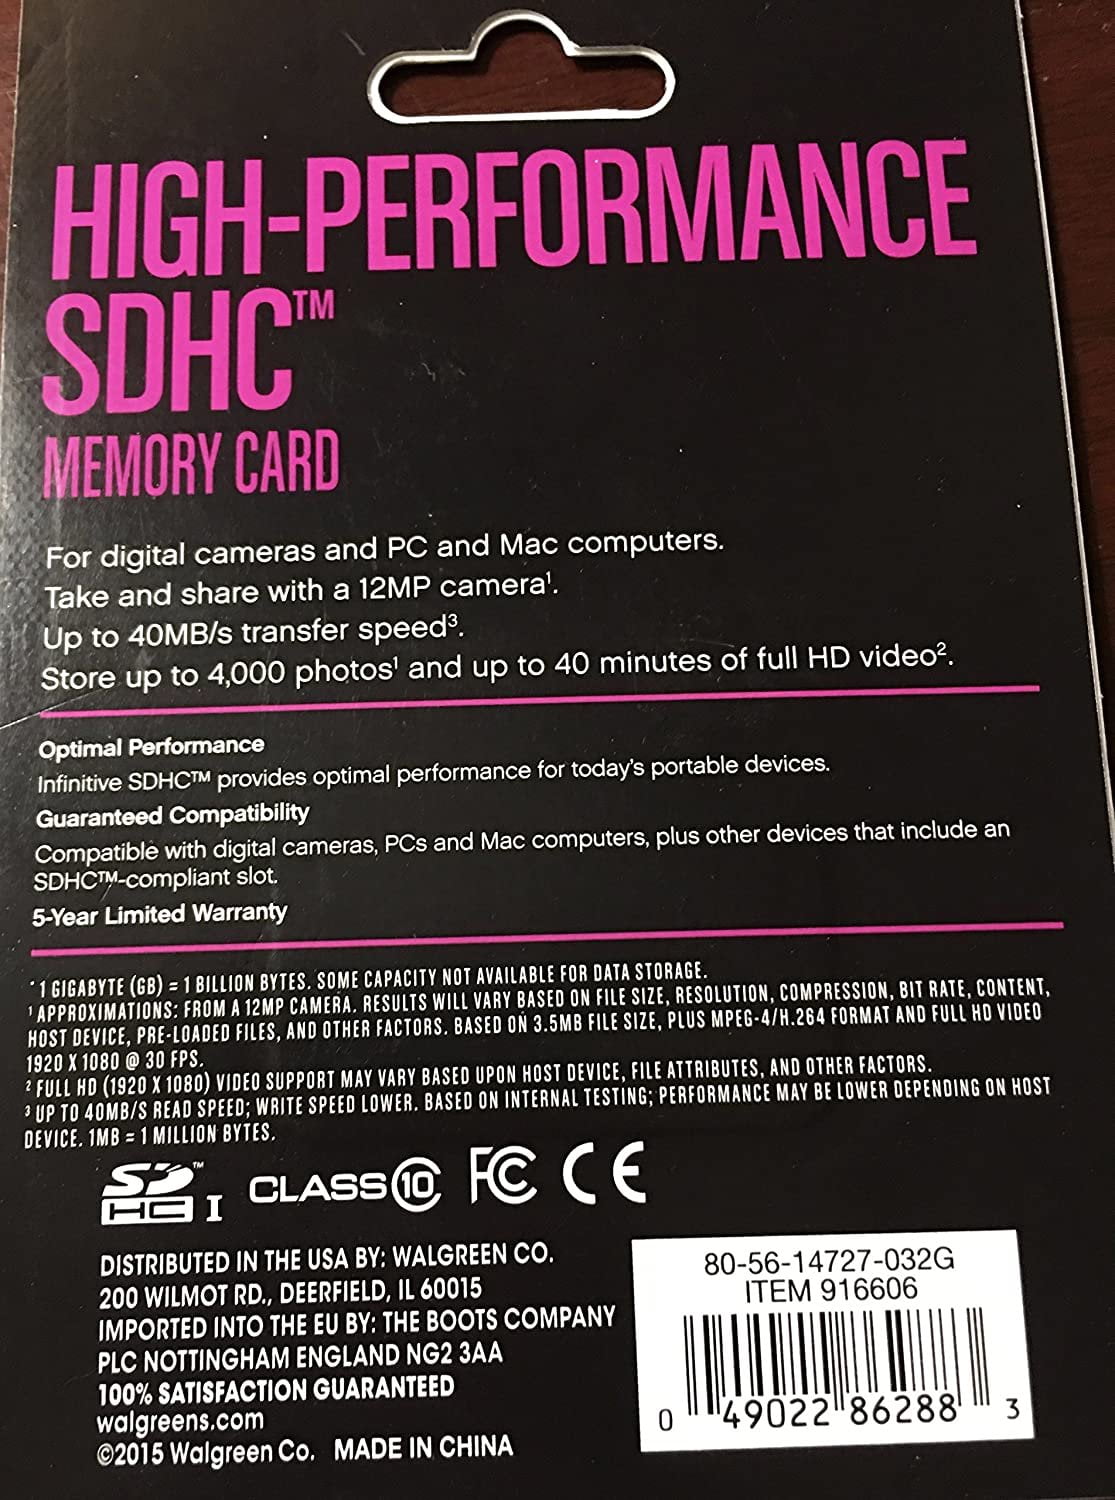 HIGH-PERFORMANCE
SDHC™
MEMORY CARD
For digital cameras and PC and Mac computers.
Take and share with a 12MP camera¹.
Up to 40MB/s transfer speed³.
Store up to 4,000 photos¹ and up to 40 minutes of full HD video².
Optimal Performance
Infinitive SDHC™ provides optimal performance for today's portable devices.
Guaranteed Compatibility
Compatible with digital cameras, PCs and Mac computers, plus other devices that include an
SDHC™-compliant slot.
5-Year Limited Warranty
*1 GIGABYTE (GB) = 1 BILLION BYTES. SOME CAPACITY NOT AVAILABLE FOR DATA STORAGE.
¹ APPROXIMATIONS: FROM A 12MP CAMERA. RESULTS WILL VARY BASED ON FILE SIZE, RESOLUTION, COMPRESSION, BIT RATE, CONTENT,
HOST DEVICE, PRE-LOADED FILES, AND OTHER FACTORS. BASED ON 3.5MB FILE SIZE, PLUS MPEG-4/H.264 FORMAT AND FULL HD VIDEO
1920 X 1080 @ 30 FPS.
² FULL HD (1920 X 1080) VIDEO SUPPORT MAY VARY BASED UPON HOST DEVICE, FILE ATTRIBUTES, AND OTHER FACTORS.
³ UP TO 40MB/S READ SPEED; WRITE SPEED LOWER. BASED ON INTERNAL TESTING; PERFORMANCE MAY BE LOWER DEPENDING ON HOST
DEVICE. 1MB = 1 MILLION BYTES.
SD™ HC I CLASS 10 FC CE
DISTRIBUTED IN THE USA BY: WALGREEN CO.
200 WILMOT RD., DEERFIELD, IL 60015
IMPORTED INTO THE EU BY: THE BOOTS COMPANY
PLC NOTTINGHAM ENGLAND NG2 3AA
100% SATISFACTION GUARANTEED
walgreens.com
©2015 Walgreen Co. MADE IN CHINA
80-56-14727-032G
ITEM 916606
0 49022 86288 3